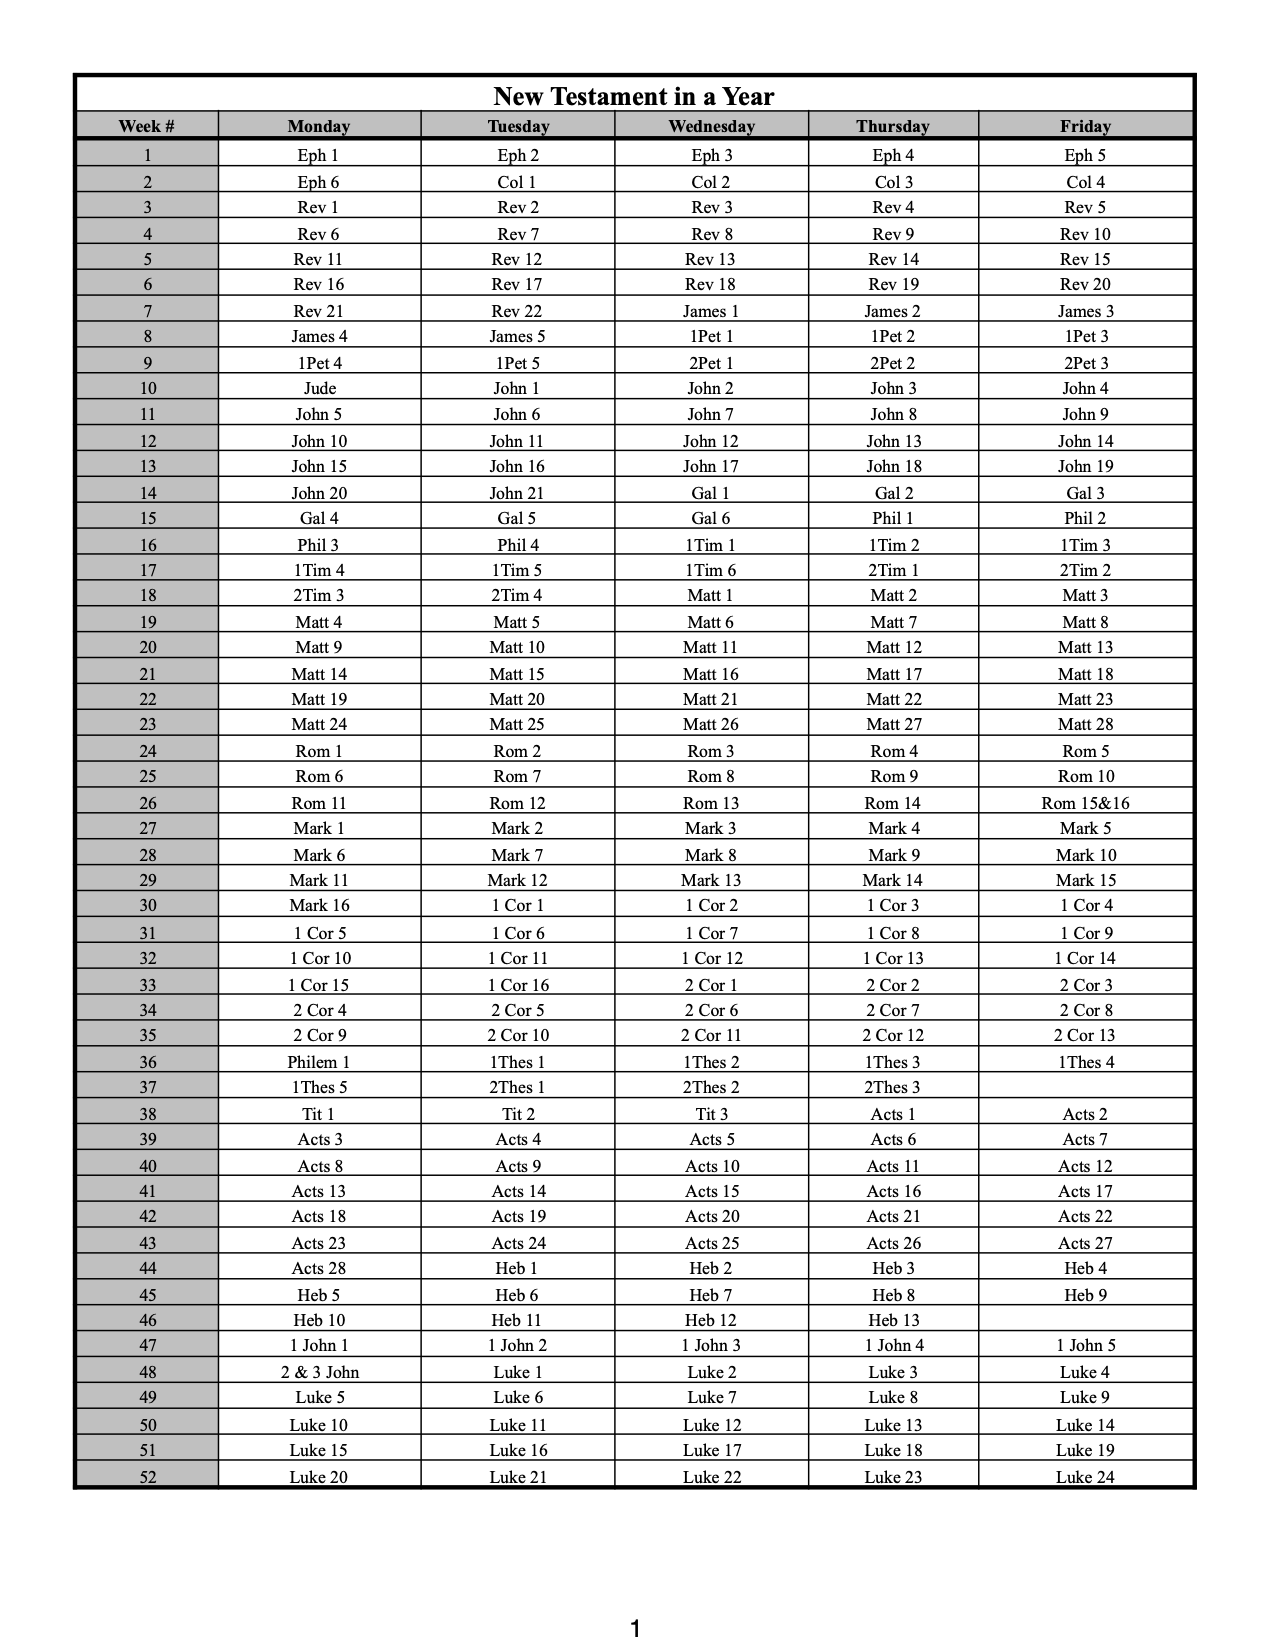 New Testament in a Year
Week # Monday Tuesday Wednesday Thursday Friday
1 Eph 1 Eph 2 Eph 3 Eph 4 Eph 5
2 Eph 6 Col 1 Col 2 Col 3 Col 4
3 Rev 1 Rev 2 Rev 3 Rev 4 Rev 5
4 Rev 6 Rev 7 Rev 8 Rev 9 Rev 10
5 Rev 11 Rev 12 Rev 13 Rev 14 Rev 15
6 Rev 16 Rev 17 Rev 18 Rev 19 Rev 20
7 Rev 21 Rev 22 James 1 James 2 James 3
8 James 4 James 5 1Pet 1 1Pet 2 1Pet 3
9 1Pet 4 1Pet 5 2Pet 1 2Pet 2 2Pet 3
10 Jude John 1 John 2 John 3 John 4
11 John 5 John 6 John 7 John 8 John 9
12 John 10 John 11 John 12 John 13 John 14
13 John 15 John 16 John 17 John 18 John 19
14 John 20 John 21 Gal 1 Gal 2 Gal 3
15 Gal 4 Gal 5 Gal 6 Phil 1 Phil 2
16 Phil 3 Phil 4 1Tim 1 1Tim 2 1Tim 3
17 1Tim 4 1Tim 5 1Tim 6 2Tim 1 2Tim 2
18 2Tim 3 2Tim 4 Matt 1 Matt 2 Matt 3
19 Matt 4 Matt 5 Matt 6 Matt 7 Matt 8
20 Matt 9 Matt 10 Matt 11 Matt 12 Matt 13
21 Matt 14 Matt 15 Matt 16 Matt 17 Matt 18
22 Matt 19 Matt 20 Matt 21 Matt 22 Matt 23
23 Matt 24 Matt 25 Matt 26 Matt 27 Matt 28
24 Rom 1 Rom 2 Rom 3 Rom 4 Rom 5
25 Rom 6 Rom 7 Rom 8 Rom 9 Rom 10
26 Rom 11 Rom 12 Rom 13 Rom 14 Rom 15&16
27 Mark 1 Mark 2 Mark 3 Mark 4 Mark 5
28 Mark 6 Mark 7 Mark 8 Mark 9 Mark 10
29 Mark 11 Mark 12 Mark 13 Mark 14 Mark 15
30 Mark 16 1 Cor 1 1 Cor 2 1 Cor 3 1 Cor 4
31 1 Cor 5 1 Cor 6 1 Cor 7 1 Cor 8 1 Cor 9
32 1 Cor 10 1 Cor 11 1 Cor 12 1 Cor 13 1 Cor 14
33 1 Cor 15 1 Cor 16 2 Cor 1 2 Cor 2 2 Cor 3
34 2 Cor 4 2 Cor 5 2 Cor 6 2 Cor 7 2 Cor 8
35 2 Cor 9 2 Cor 10 2 Cor 11 2 Cor 12 2 Cor 13
36 Philem 1 1Thes 1 1Thes 2 1Thes 3 1Thes 4
37 1Thes 5 2Thes 1 2Thes 2 2Thes 3
38 Tit 1 Tit 2 Tit 3 Acts 1 Acts 2
39 Acts 3 Acts 4 Acts 5 Acts 6 Acts 7
40 Acts 8 Acts 9 Acts 10 Acts 11 Acts 12
41 Acts 13 Acts 14 Acts 15 Acts 16 Acts 17
42 Acts 18 Acts 19 Acts 20 Acts 21 Acts 22
43 Acts 23 Acts 24 Acts 25 Acts 26 Acts 27
44 Acts 28 Heb 1 Heb 2 Heb 3 Heb 4
45 Heb 5 Heb 6 Heb 7 Heb 8 Heb 9
46 Heb 10 Heb 11 Heb 12 Heb 13
47 1 John 1 1 John 2 1 John 3 1 John 4 1 John 5
48 2 & 3 John Luke 1 Luke 2 Luke 3 Luke 4
49 Luke 5 Luke 6 Luke 7 Luke 8 Luke 9
50 Luke 10 Luke 11 Luke 12 Luke 13 Luke 14
51 Luke 15 Luke 16 Luke 17 Luke 18 Luke 19
52 Luke 20 Luke 21 Luke 22 Luke 23 Luke 24
1